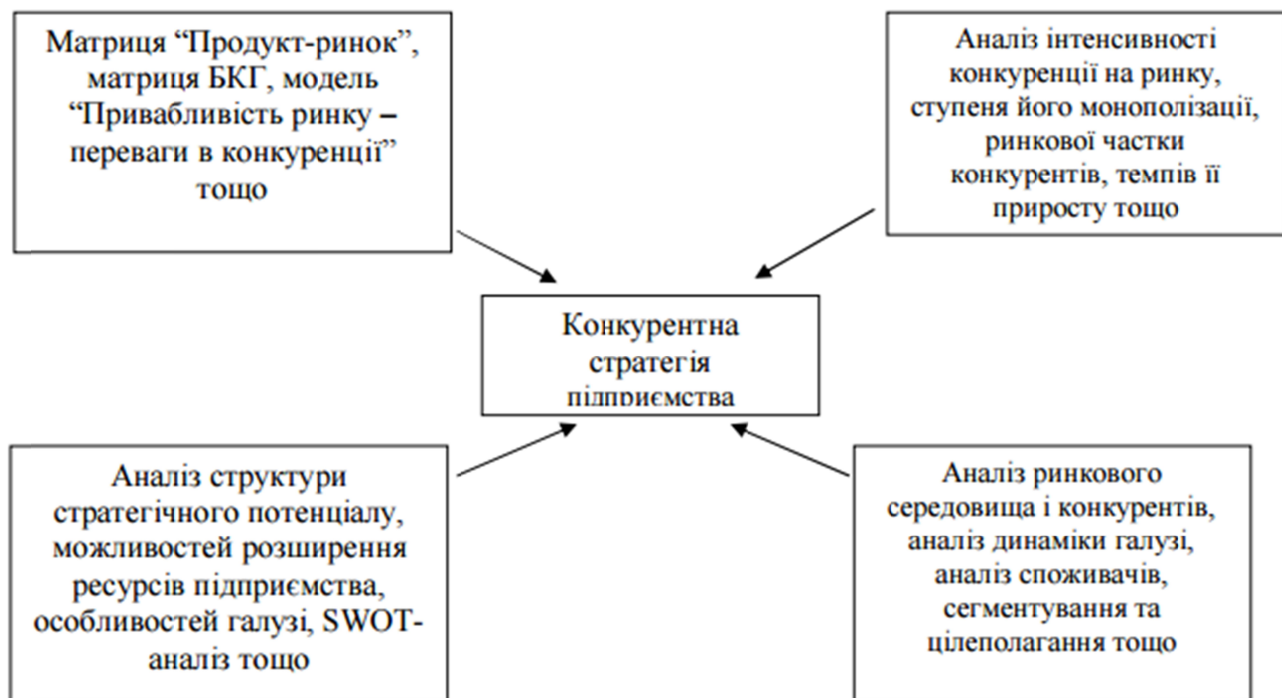 Матриця “Продукт-ринок”,
матриця БКГ, модель
“Привабливість ринку –
переваги в конкуренції”
тощо
Аналіз інтенсивності
конкуренції на ринку,
ступеня його монополізації,
ринкової частки
конкурентів, темпів її
приросту тощо
Конкурентна
стратегія
підприємства
Аналіз структури
стратегічного потенціалу,
можливостей розширення
ресурсів підприємства,
особливостей галузі, SWOT-
аналіз тощо
Аналіз ринкового
середовища і конкурентів,
аналіз динаміки галузі,
аналіз споживачів,
сегментування та
цілеполагання тощо